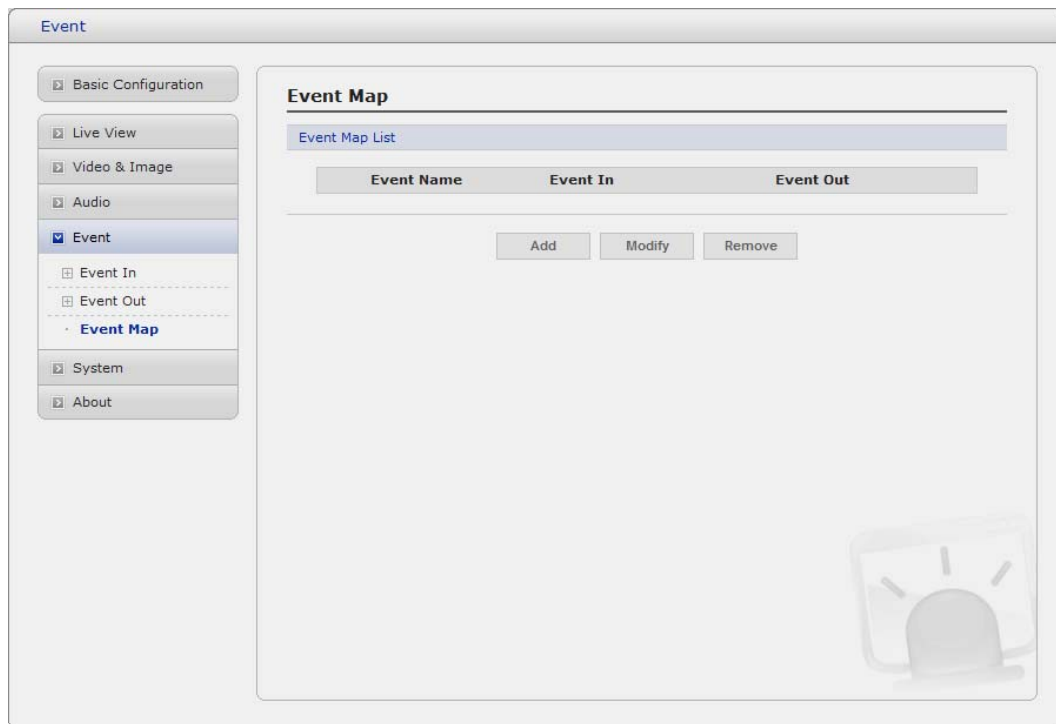 Event
Basic Configuration
Live View
Video & Image
Audio
Event
Event In
Event Out
Event Map
System
About
Event Map
Event Map List
Event Name Event In Event Out
Add Modify Remove